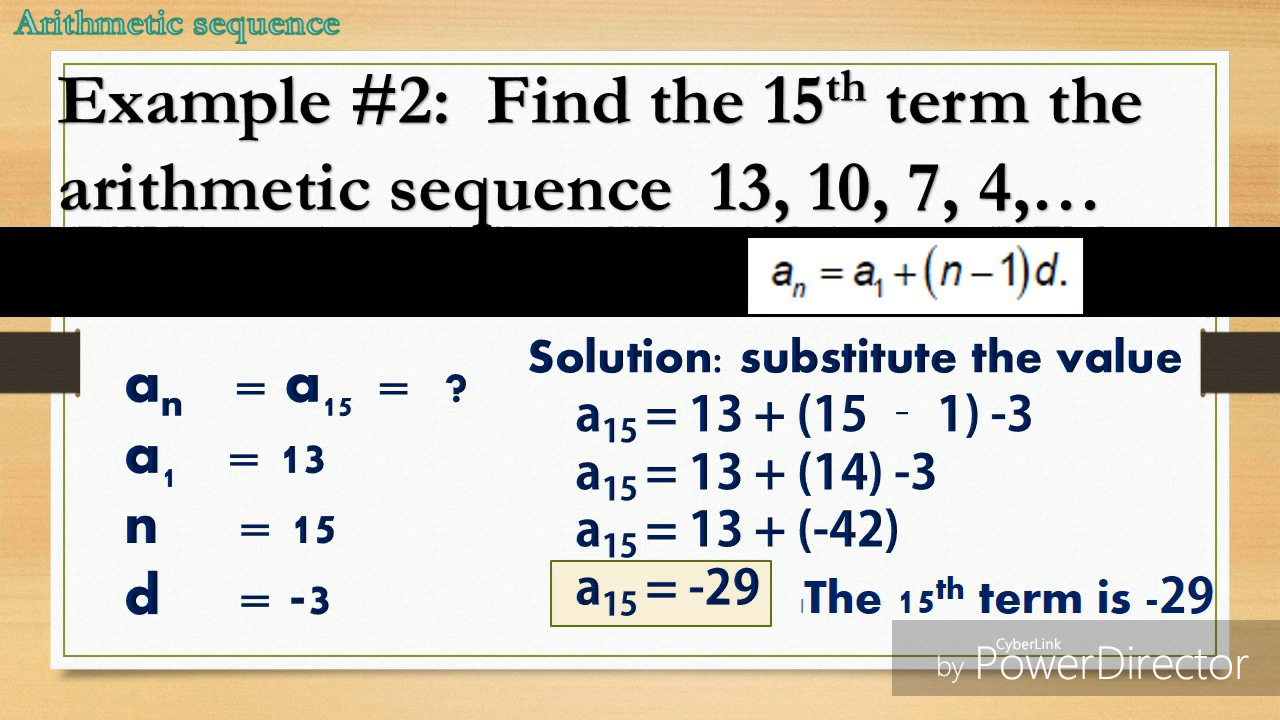 Arithmetic sequence
Example #2: Find the 15th term the
arithmetic sequence 13, 10, 7, 4,...
an = a1 + (n – 1)d.
an = a15 = ?
a1 = 13
n = 15
d = -3
Solution: substitute the value
a15 = 13 + (15 - 1) -3
a15 = 13 + (14) -3
a15 = 13 + (-42)
a15 = -29
The 15th term is -29
CyberLink
by PowerDirector